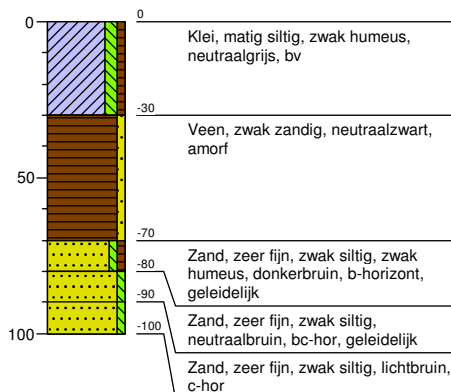 0
0
Klei, matig siltig, zwak humeus,
neutraalgrijs, bv
-30
Veen, zwak zandig, neutraalzwart,
amorf
50
-70
Zand, zeer fijn, zwak siltig, zwak
humeus, donkerbruin, b-horizont,
geleidelijk
-80
Zand, zeer fijn, zwak siltig,
neutraalbruin, bc-hor, geleidelijk
-90
Zand, zeer fijn, zwak siltig, lichtbruin,
c-hor
100
-100